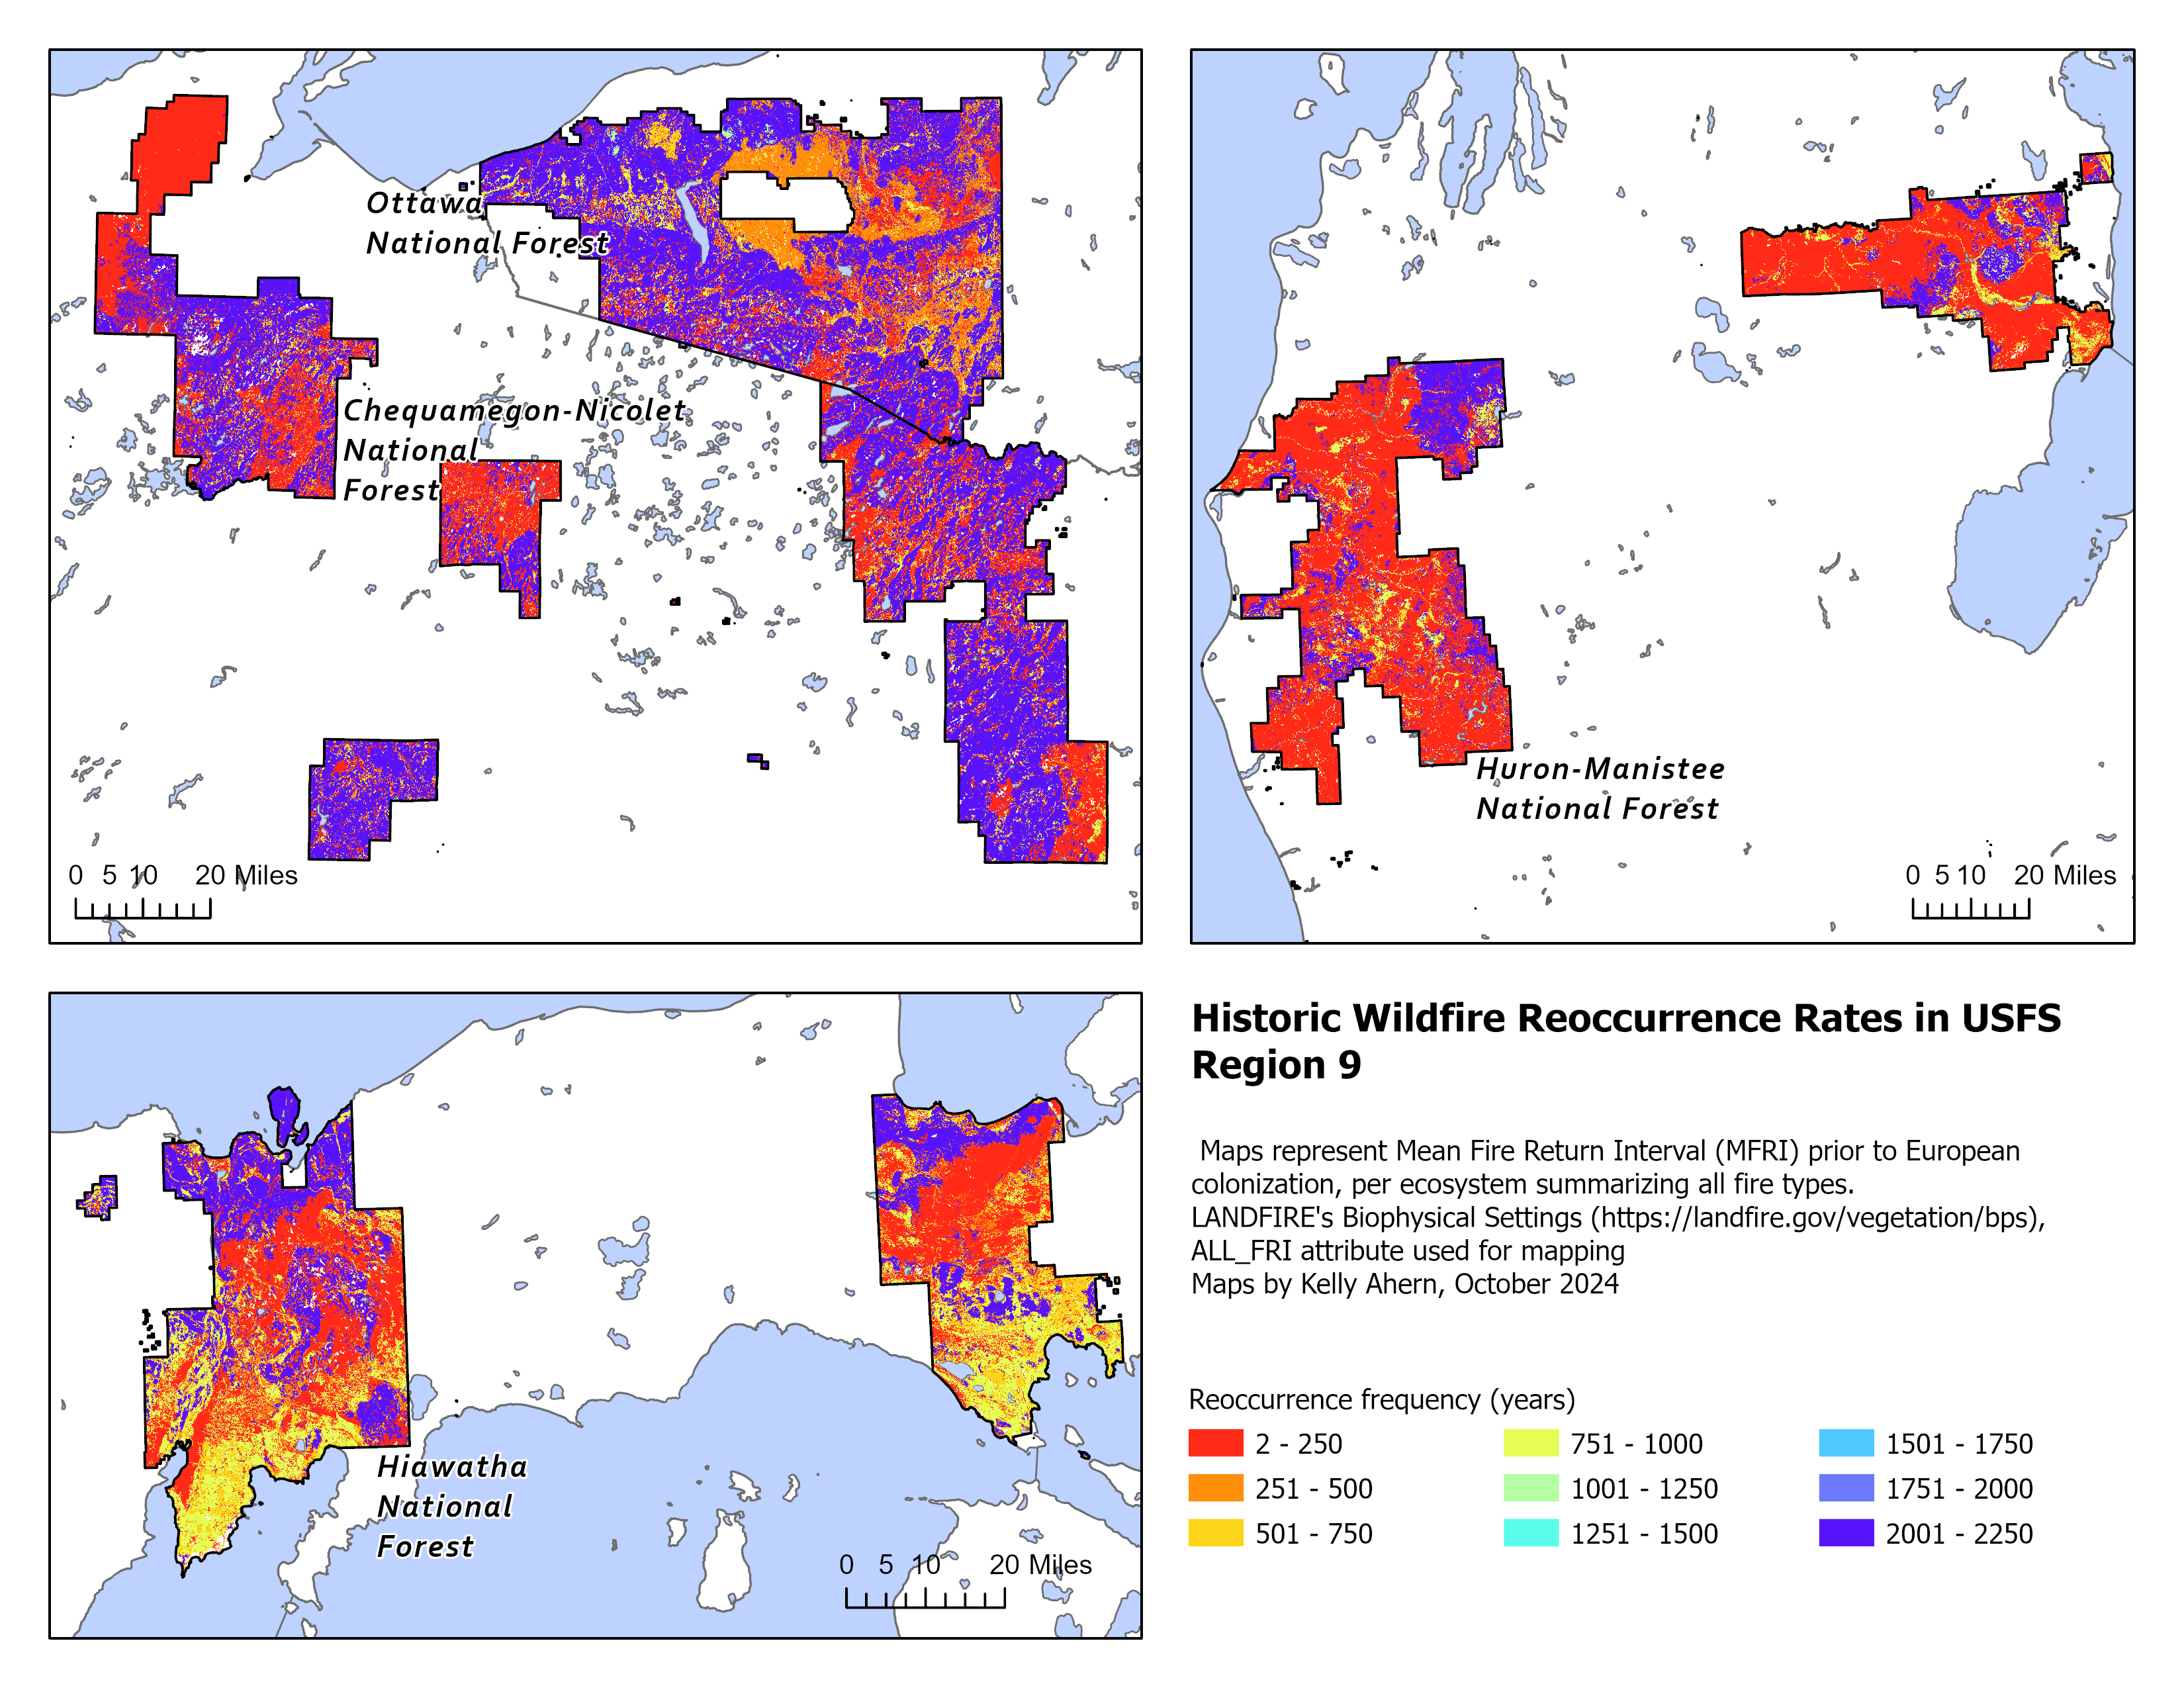 Ottawa
National Forest
Chequamegon-Nicolet
National
Forest
0 5 10 20 Miles
Huron-Manistee
National Forest
0 5 10 20 Miles
Hiawatha
National
Forest
0 5 10 20 Miles
Historic Wildfire Reoccurrence Rates in USFS
Region 9
Maps represent Mean Fire Return Interval (MFRI) prior to European
colonization, per ecosystem summarizing all fire types.
LANDFIRE's Biophysical Settings (https://landfire.gov/vegetation/bps),
ALL_FRI attribute used for mapping
Maps by Kelly Ahern, October 2024
Reoccurrence frequency (years)
2 - 250
251 - 500
501 - 750
751 - 1000
1001 - 1250
1251 - 1500
1501 - 1750
1751 - 2000
2001 - 2250